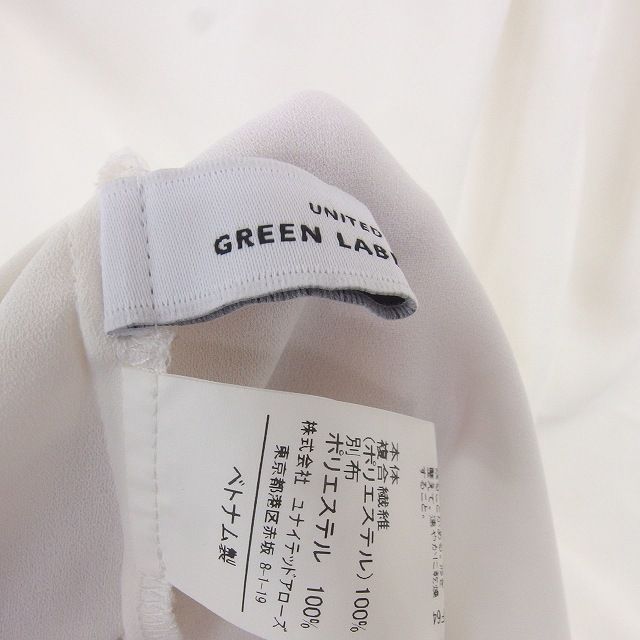 UNITED
GREEN LAB
本体
複合繊維
(ポリエステル) 100%
別布
ポリエステル 100%
株式会社 ユナイテッドアローズ
東京都港区赤坂 8-1-19
ベトナム製